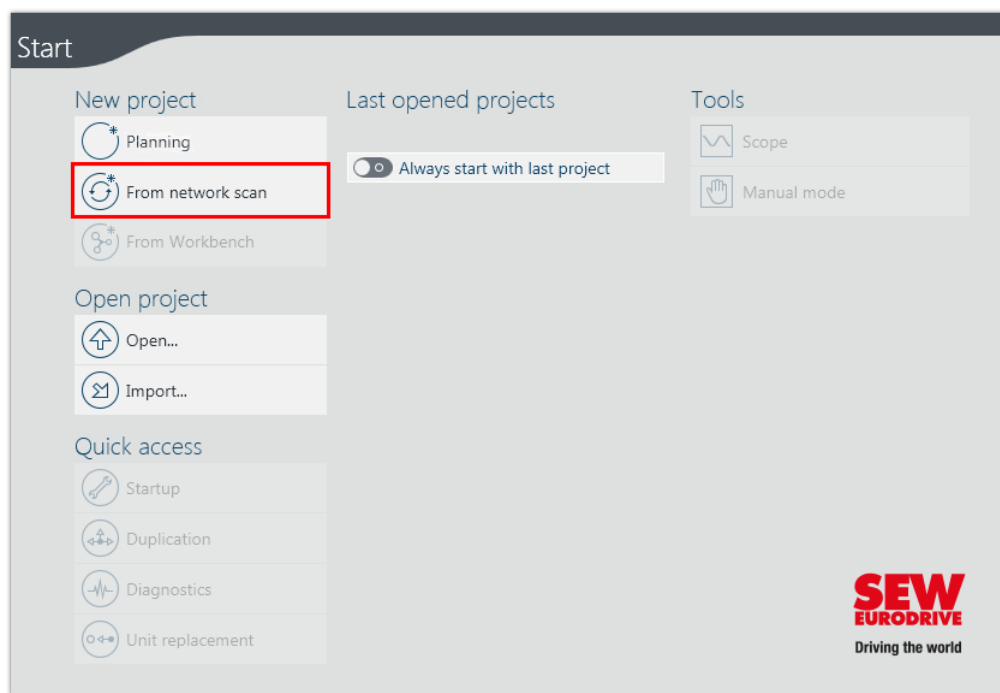 Start
New project
Planning
From network scan
From Workbench
Open project
Open...
Import...
Quick access
Startup
Duplication
Diagnostics
Unit replacement
Last opened projects
Always start with last project
Tools
Scope
Manual mode
SEW
EURODRIVE
Driving the world